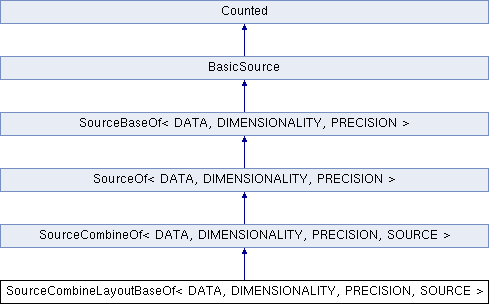 Counted
BasicSource
SourceBaseOf< DATA, DIMENSIONALITY, PRECISION >
SourceOf< DATA, DIMENSIONALITY, PRECISION >
SourceCombineOf< DATA, DIMENSIONALITY, PRECISION, SOURCE >
SourceCombineLayoutBaseOf< DATA, DIMENSIONALITY, PRECISION, SOURCE >